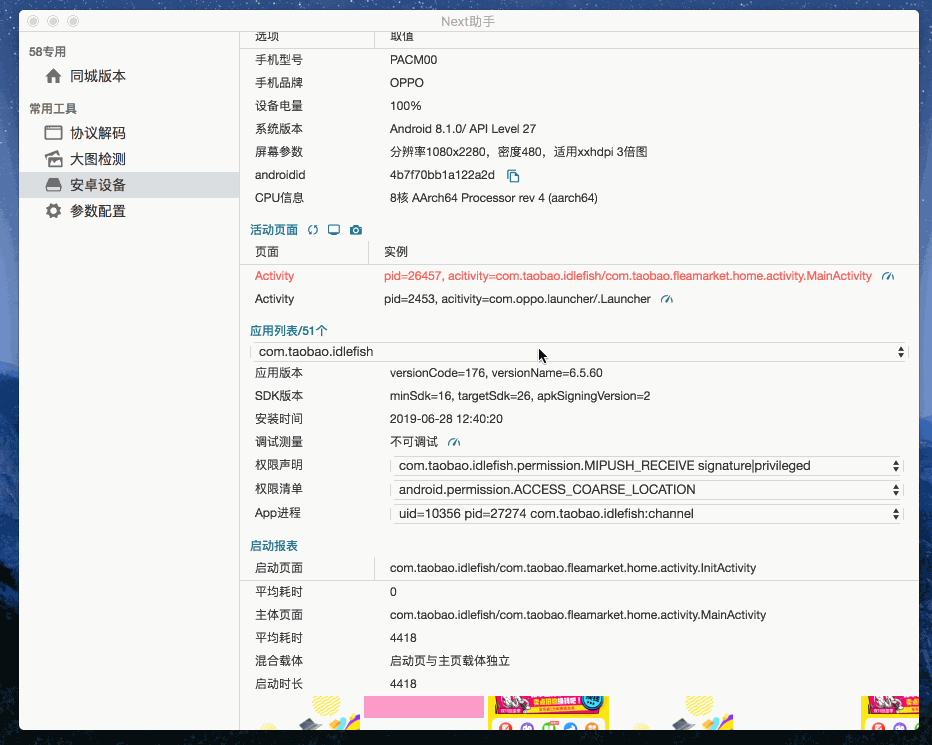 Next助手
58专用
同城版本
常用工具
协议解码
大图检测
安卓设备
参数配置
选项 取值
手机型号 PACM00
手机品牌 OPPO
设备电量 100%
系统版本 Android 8.1.0/ API Level 27
屏幕参数 分辨率1080x2280，密度480，适用xxhdpi 3倍图
androidid 4b7f70bb1a122a2d
CPU信息 8核 AArch64 Processor rev 4 (aarch64)
活动页面
页面 实例
Activity pid=26457, acitivity=com.taobao.idlefish/com.taobao.fleamarket.home.activity.MainActivity
Activity pid=2453, acitivity=com.oppo.launcher/.Launcher
应用列表/51个
com.taobao.idlefish
应用版本 versionCode=176, versionName=6.5.60
SDK版本 minSdk=16, targetSdk=26, apkSigningVersion=2
安装时间 2019-06-28 12:40:20
调试测量 不可调试
权限声明 com.taobao.idlefish.permission.MIPUSH_RECEIVE signature|privileged
权限清单 android.permission.ACCESS_COARSE_LOCATION
App进程 uid=10356 pid=27274 com.taobao.idlefish:channel
启动报表
启动页面 com.taobao.idlefish/com.taobao.fleamarket.home.activity.InitActivity
平均耗时 0
主体页面 com.taobao.idlefish/com.taobao.fleamarket.home.activity.MainActivity
平均耗时 4418
混合载体 启动页与主页载体独立
启动时长 4418